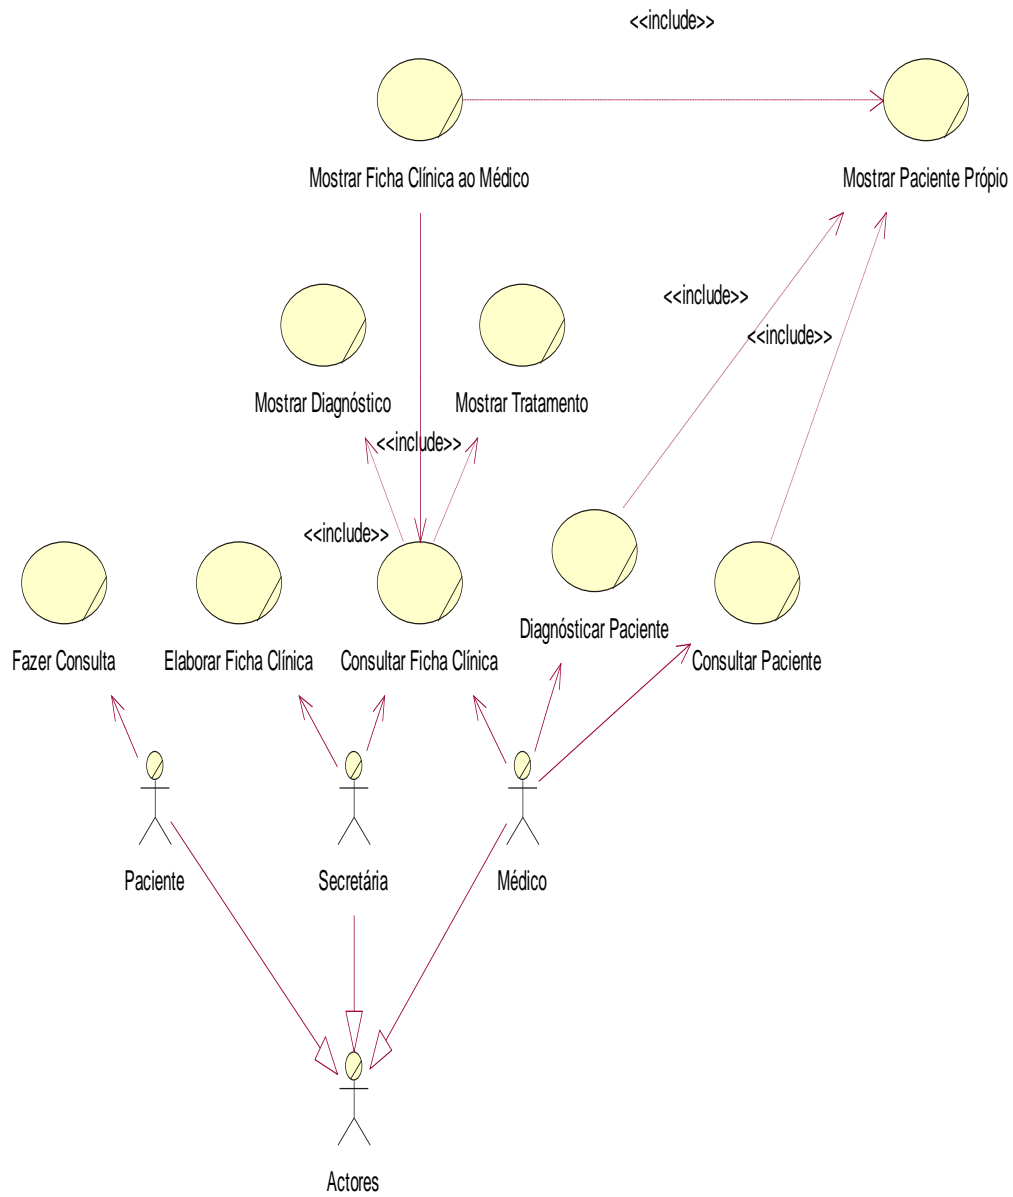 <<include>>
Mostrar Ficha Clínica ao Médico
Mostrar Paciente Própio
<<include>>
<<include>>
Mostrar Diagnóstico
Mostrar Tratamento
<<include>>
<<include>>
Diagnósticar Paciente
Fazer Consulta
Elaborar Ficha Clínica
Consultar Ficha Clínica
Consultar Paciente
Paciente
Secretária
Médico
Actores